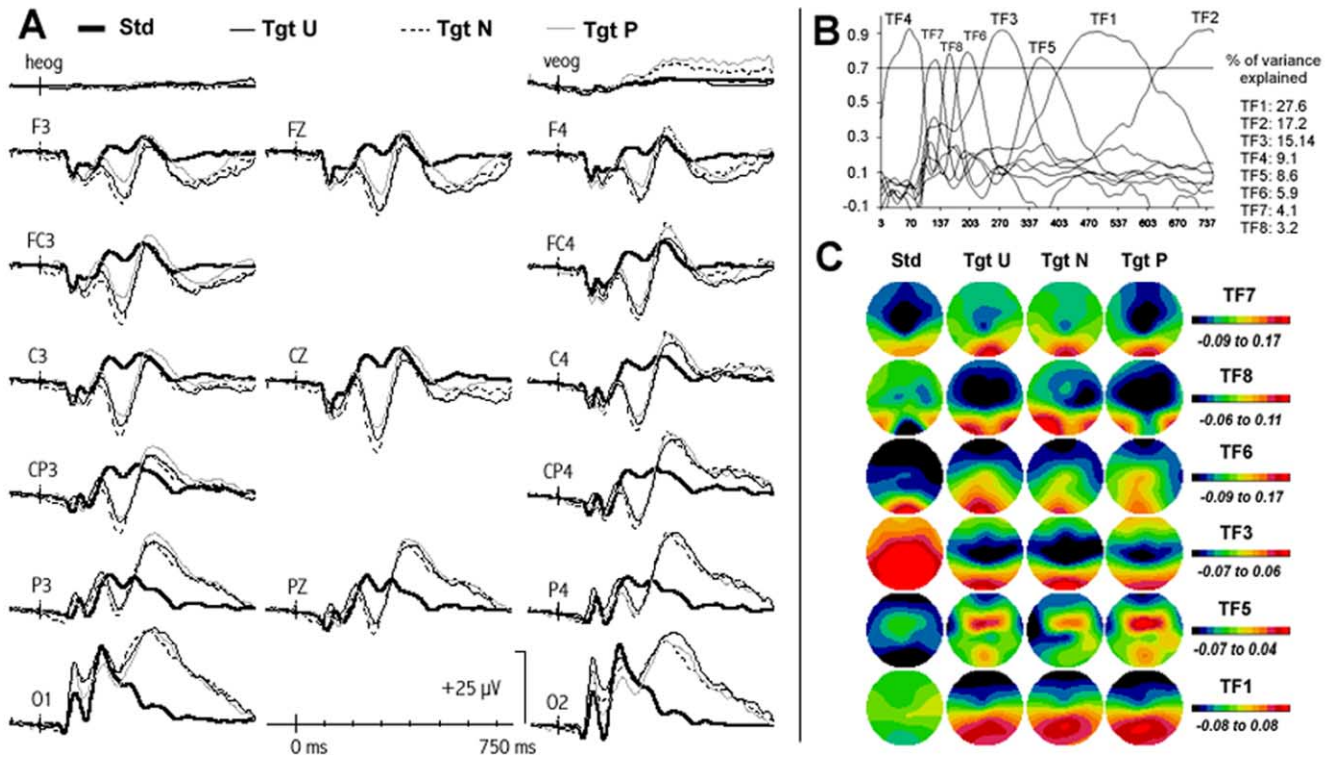 A Std Tgt U Tgt N Tgt P
heog veog
F3 FZ F4
FC3 FC4
C3 CZ C4
CP3 CP4
P3 PZ P4
O1 +25 µV O2
0 ms 750 ms
B
TF4 TF7 TF8 TF6 TF3 TF5 TF1 TF2
0.9
0.7
0.5
0.3
0.1
-0.1
3 70 137 203 270 337 403 470 537 603 670 737
% of variance
explained
TF1: 27.6
TF2: 17.2
TF3: 15.14
TF4: 9.1
TF5: 8.6
TF6: 5.9
TF7: 4.1
TF8: 3.2
C Std Tgt U Tgt N Tgt P
TF7
-0.09 to 0.17
TF8
-0.06 to 0.11
TF6
-0.09 to 0.17
TF3
-0.07 to 0.06
TF5
-0.07 to 0.04
TF1
-0.08 to 0.08